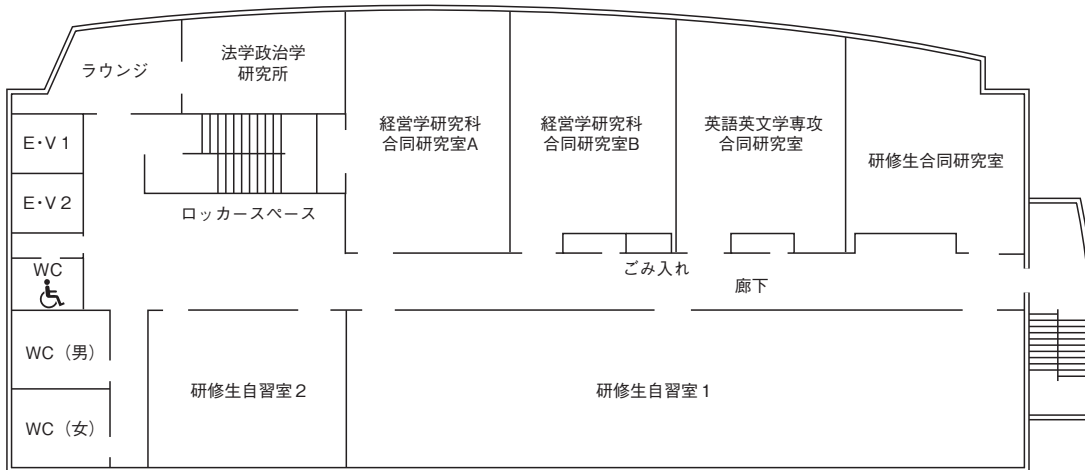 ラウンジ
法学政治学
研究所
経営学研究科
合同研究室A
経営学研究科
合同研究室B
英語英文学専攻
合同研究室
研修生合同研究室
E・V 1
E・V 2
ロッカースペース
WC
ごみ入れ
廊下
WC（男）
研修生自習室2
研修生自習室1
WC（女）